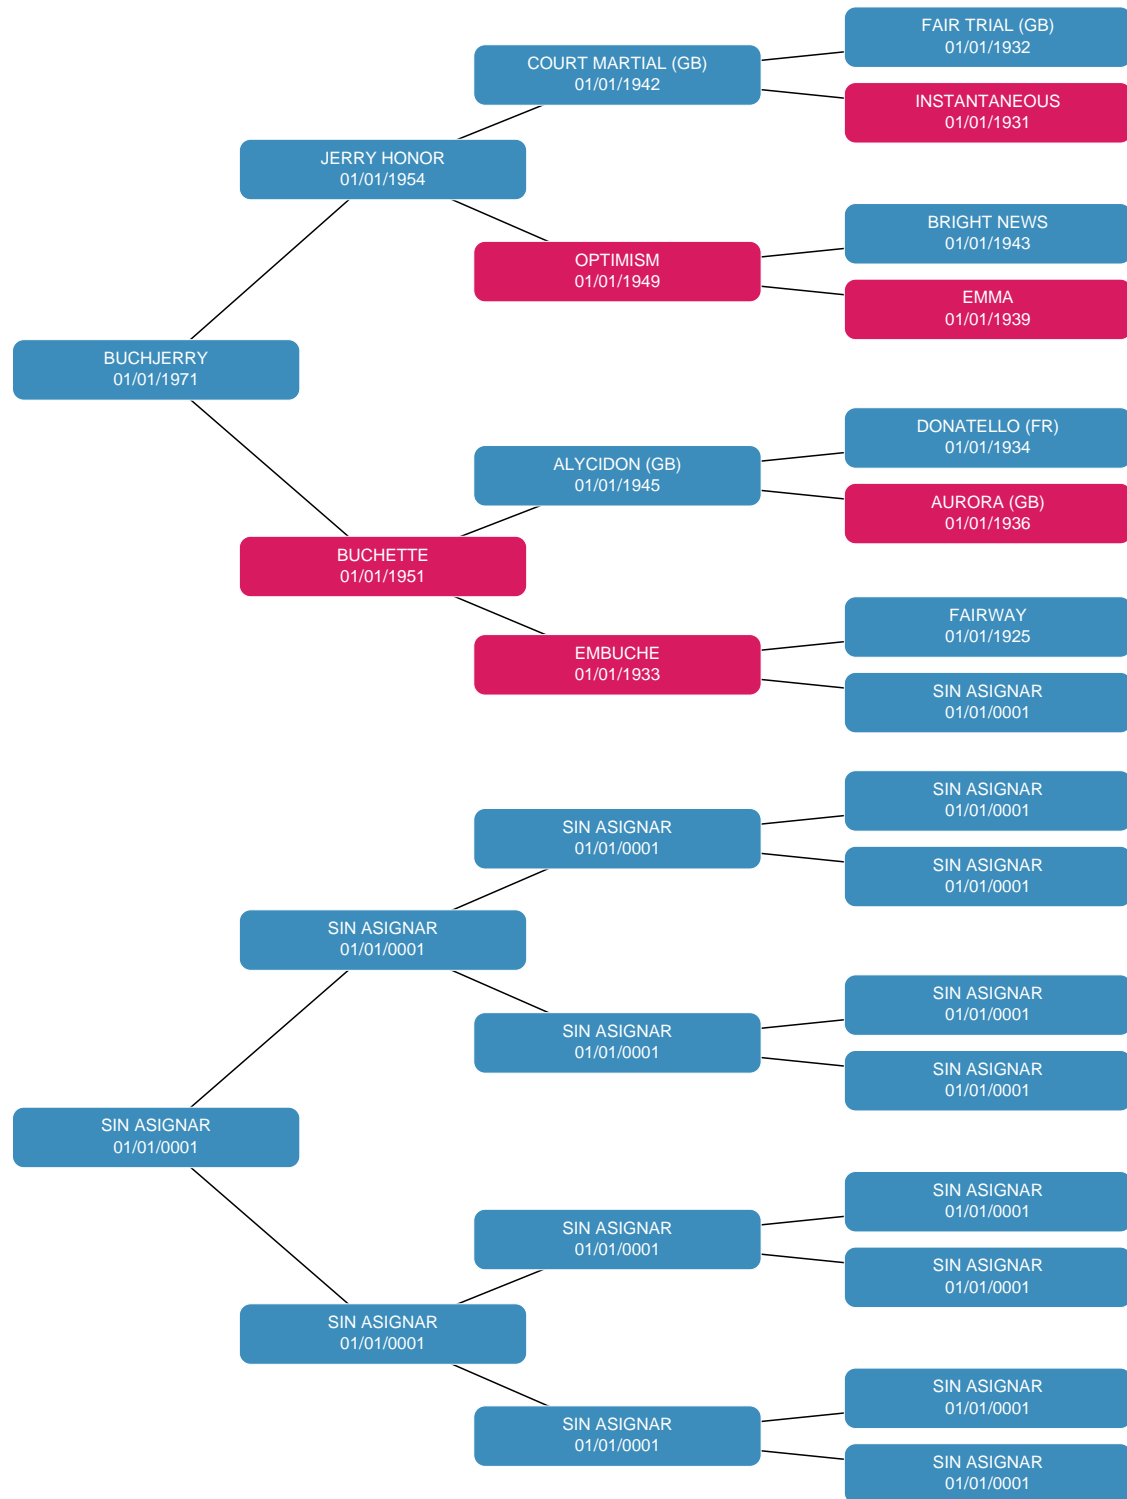 FAIR TRIAL (GB)
01/01/1932
COURT MARTIAL (GB)
01/01/1942
INSTANTANEOUS
01/01/1931
JERRY HONOR
01/01/1954
BRIGHT NEWS
01/01/1943
OPTIMISM
01/01/1949
EMMA
01/01/1939
BUCHJERRY
01/01/1971
DONATELLO (FR)
01/01/1934
ALYCIDON (GB)
01/01/1945
AURORA (GB)
01/01/1936
BUCHETTE
01/01/1951
FAIRWAY
01/01/1925
EMBUCHE
01/01/1933
SIN ASIGNAR
01/01/0001
SIN ASIGNAR
01/01/0001
SIN ASIGNAR
01/01/0001
SIN ASIGNAR
01/01/0001
SIN ASIGNAR
01/01/0001
SIN ASIGNAR
01/01/0001
SIN ASIGNAR
01/01/0001
SIN ASIGNAR
01/01/0001
SIN ASIGNAR
01/01/0001
SIN ASIGNAR
01/01/0001
SIN ASIGNAR
01/01/0001
SIN ASIGNAR
01/01/0001
SIN ASIGNAR
01/01/0001
SIN ASIGNAR
01/01/0001
SIN ASIGNAR
01/01/0001
SIN ASIGNAR
01/01/0001